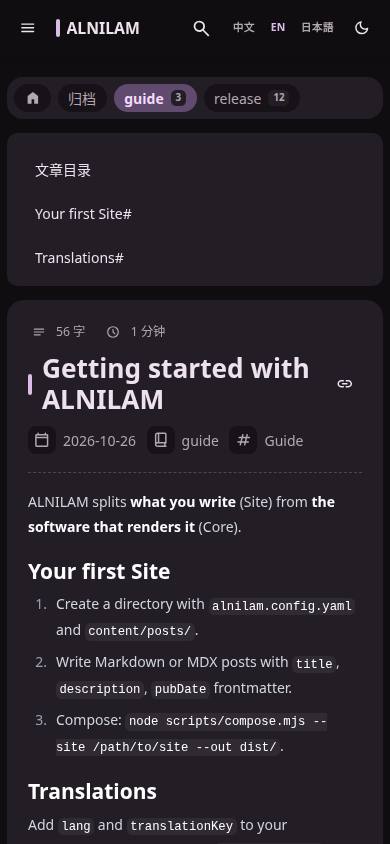 ALNILAM 中文 EN 日本語
归档 guide 3 release 12
文章目录
Your first Site#
Translations#
56 字 1 分钟
Getting started with
ALNILAM
2026-10-26 guide Guide
ALNILAM splits what you write (Site) from the
software that renders it (Core).
Your first Site
1. Create a directory with alnilam.config.yaml
and content/posts/.
2. Write Markdown or MDX posts with title,
description, pubDate frontmatter.
3. Compose: node scripts/compose.mjs --
site /path/to/site --out dist/.
Translations
Add lang and translationKey to your